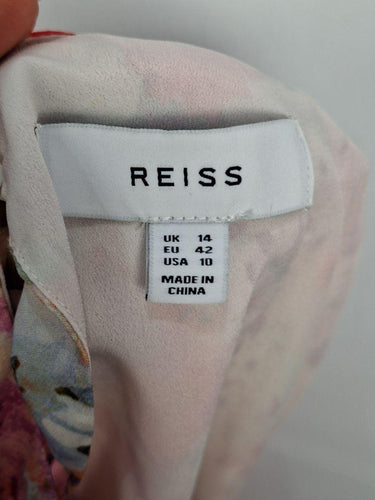 REISS
UK 14
EU 42
USA 10
MADE IN
CHINA